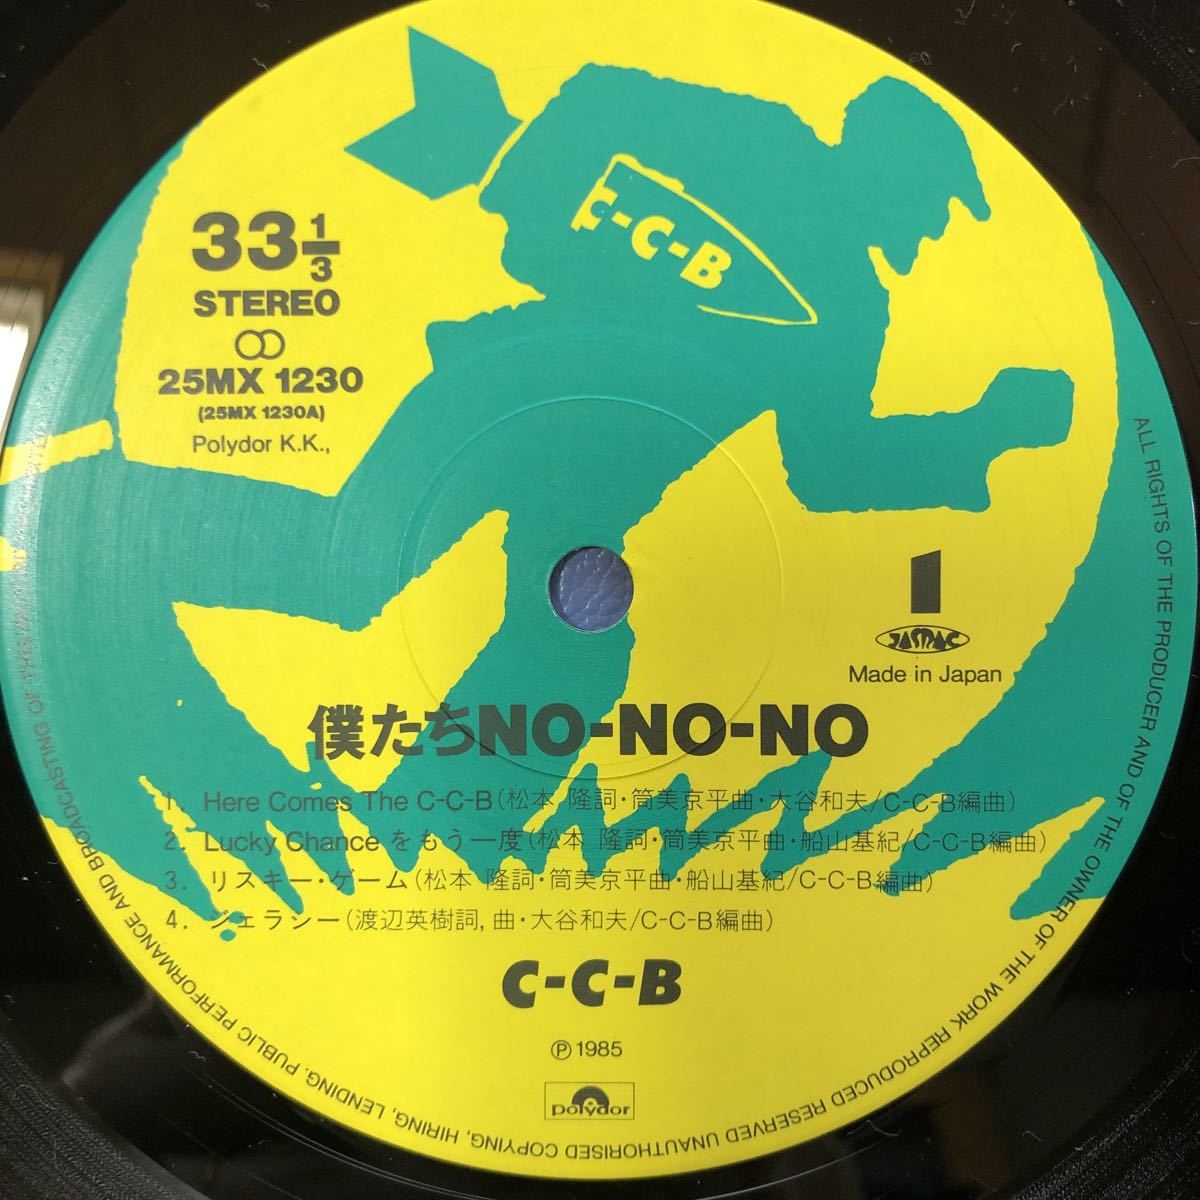 C-C-B
33 1/3
STEREO
25MX 1230
(25MX 1230A)
Polydor K.K.,
1
JASRAC
Made in Japan
僕たちNO-NO-NO
1. Here Comes The C-C-B(松本 隆詞・筒美京平曲・大谷和夫/C-C-B編曲)
2. Lucky Chance をもう一度(松本 隆詞・筒美京平曲・船山基紀/C-C-B編曲)
3. リスキー・ゲーム(松本 隆詞・筒美京平曲・船山基紀/C-C-B編曲)
4. ジェラシー(渡辺英樹詞, 曲・大谷和夫/C-C-B編曲)
C-C-B
Ⓟ1985
polydor
ALL RIGHTS OF THE PRODUCER AND OF THE OWNER OF THE WORK REPRODUCED RESERVED UNAUTHORISED COPYING, HIRING, LENDING, PUBLIC PERFORMANCE AND BROADCASTING OF THIS